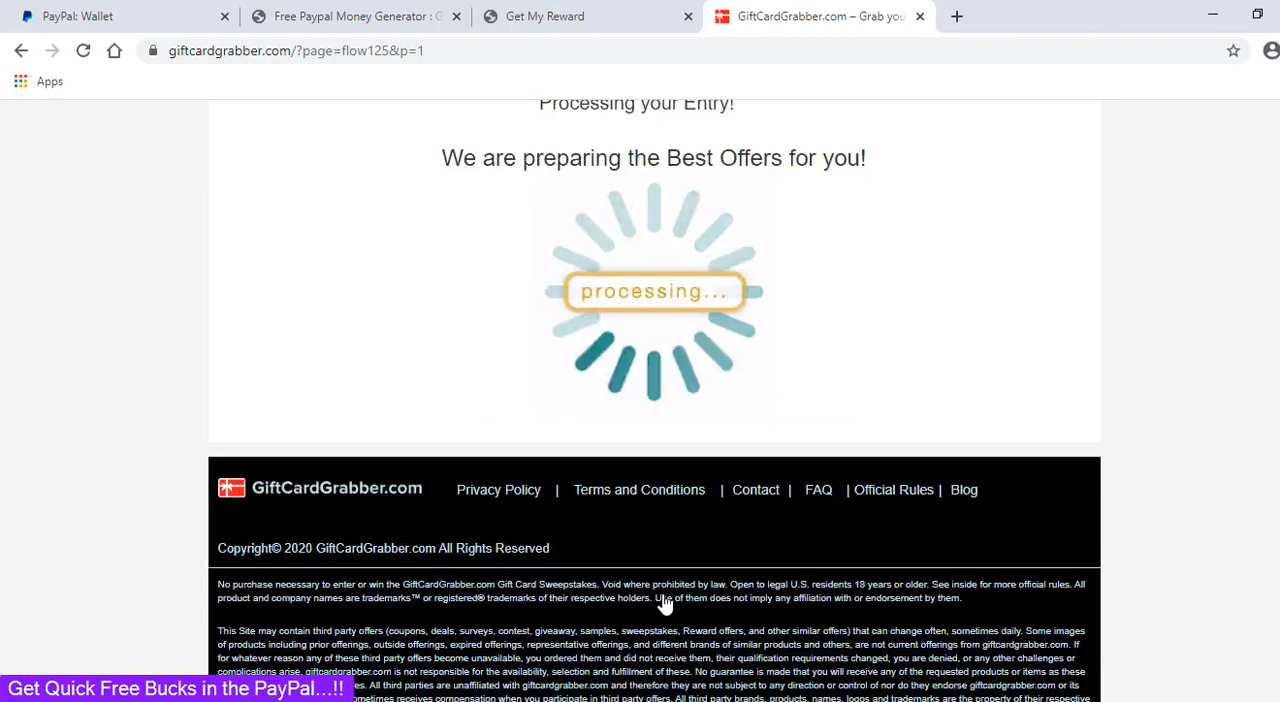 PayPal: Wallet
Free Paypal Money Generator : G
Get My Reward
GiftCardGrabber.com – Grab you
giftcardgrabber.com/?page=flow125&p=1
Apps
Processing your Entry!
We are preparing the Best Offers for you!
processing...
GiftCardGrabber.com Privacy Policy | Terms and Conditions | Contact | FAQ | Official Rules | Blog
Copyright© 2020 GiftCardGrabber.com All Rights Reserved
No purchase necessary to enter or win the GiftCardGrabber.com Gift Card Sweepstakes. Void where prohibited by law. Open to legal U.S. residents 18 years or older. See inside for more official rules. All
product and company names are trademarks™ or registered® trademarks of their respective holders. Use of them does not imply any affiliation with or endorsement by them.
This Site may contain third party offers (coupons, deals, surveys, contest, giveaway, samples, sweepstakes, Reward offers, and other similar offers) that can change often, sometimes daily. Some images
of products including prior offerings, outside offerings, expired offerings, representative offerings, and different brands of similar products and others, are not current offerings from giftcardgrabber.com. If
for whatever reason any of these third party offers become unavailable, you ordered them and did not receive them, their qualification requirements changed, you are denied, or any other challenges or
complications arise, giftcardgrabber.com is not responsible for the availability, selection and fulfillment of these. No guarantee is made that you will receive any of the requested products or items as these
Get Quick Free Bucks in the PayPal...!!
es. All third parties are unaffiliated with giftcardgrabber.com and therefore they are not subject to any direction or control of nor do they endorse giftcardgrabber.com or its
ometimes receives compensation when you participate in third party offers. All third party brands, products, names, logos and trademarks are the property of their respective